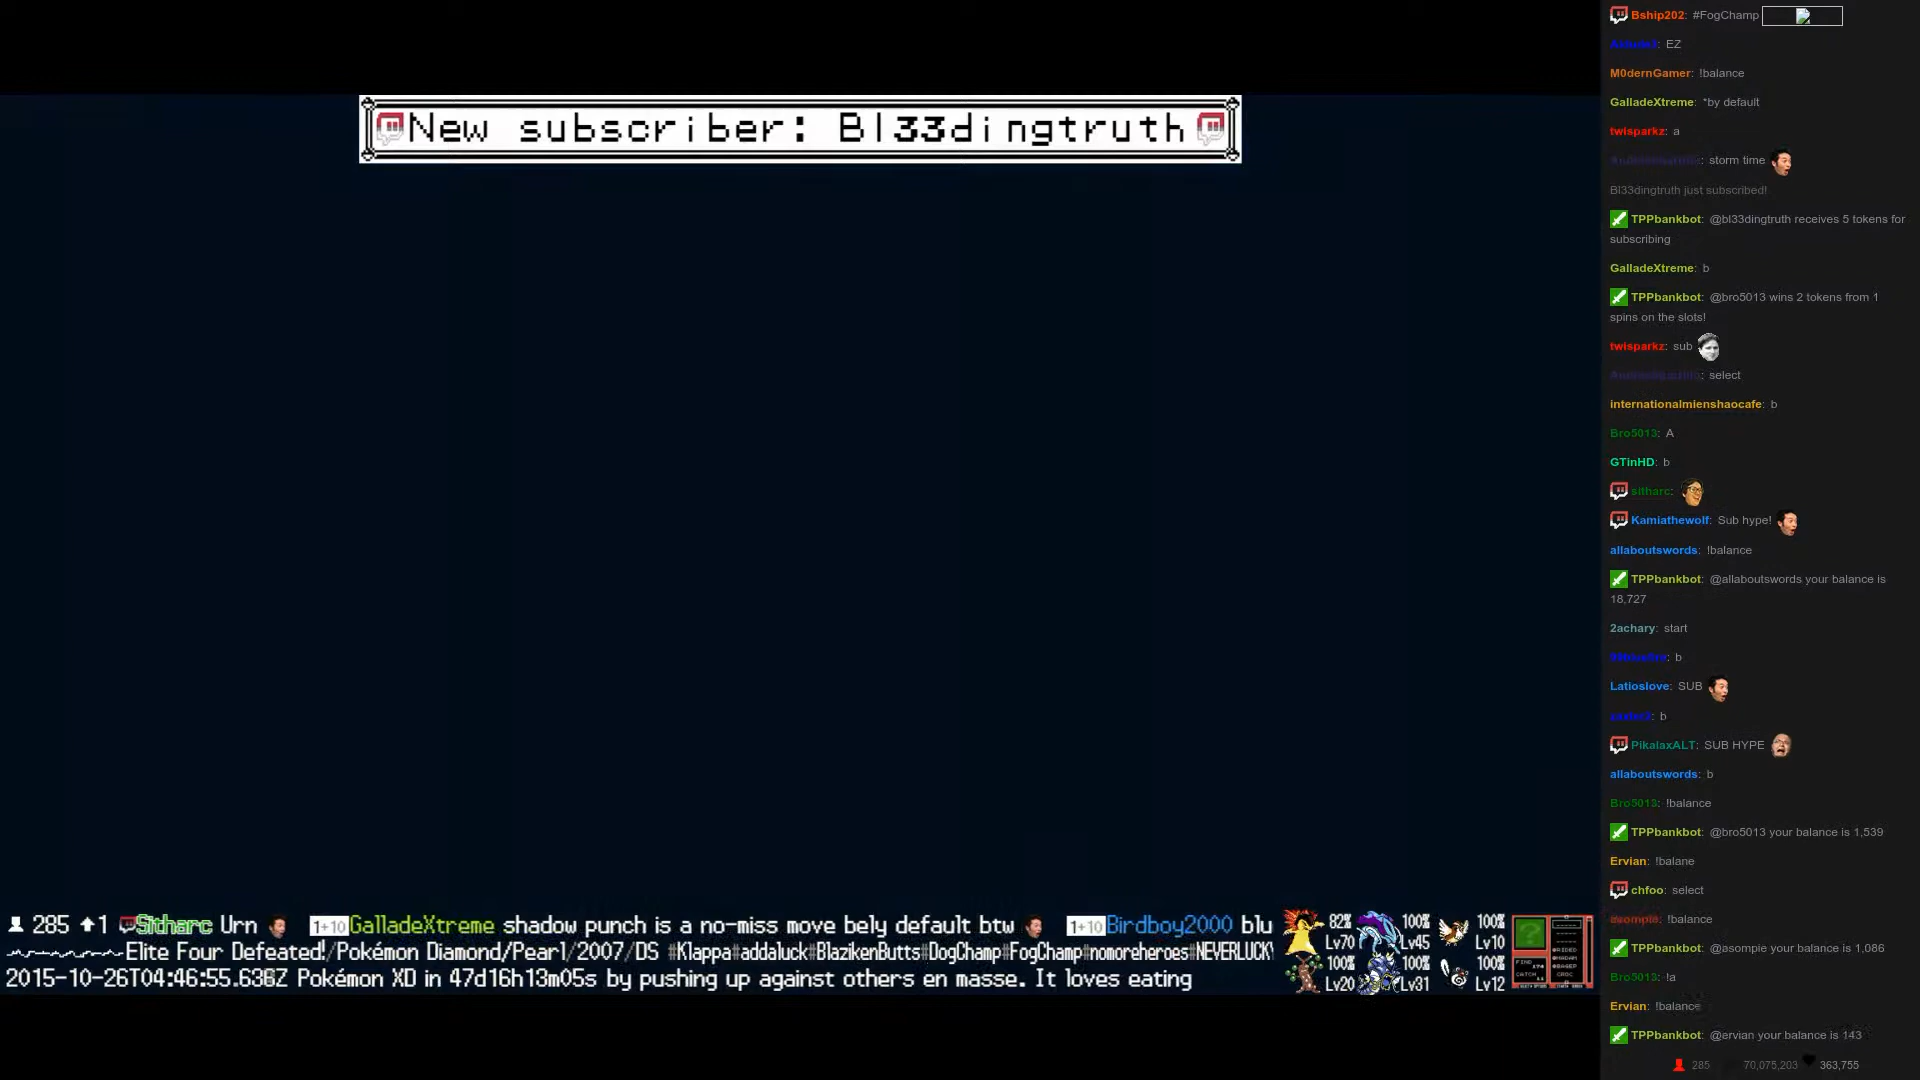 New subscriber: Bl33dingtruth
285 1 Sitharc Urn 1+10 GalladeXtreme shadow punch is a no-miss move bely default btw 1+10 Birdboy2000 blu
Elite Four Defeated!/Pokémon Diamond/Pearl/2007/DS #Klappa#addaluck#BlazikenButts#DogChamp#FogChamp#nomoreheroes#NEVERLUCK
Pokémon XD in 47d16h13m05s by pushing up against others en masse. It loves eating
82% 100% 100%
Lv70 Lv45 Lv10
100% 100% 100%
Lv20 Lv31 Lv12
Bship202: #FogChamp
: EZ
M0dernGamer: !balance
GalladeXtreme: *by default
twisparkz: a
: storm time
Bl33dingtruth just subscribed!
TPPbankbot: @bl33dingtruth receives 5 tokens for
subscribing
GalladeXtreme: b
TPPbankbot: @bro5013 wins 2 tokens from 1
spins on the slots!
twisparkz: sub
: select
internationalmienshaocafe: b
Bro5013: A
GTinHD: b
sitharc:
Kamiathewolf: Sub hype!
allaboutswords: !balance
TPPbankbot: @allaboutswords your balance is
18,727
2achary: start
: b
Latioslove: SUB
: b
PikalaxALT: SUB HYPE
allaboutswords: b
Bro5013: !balance
TPPbankbot: @bro5013 your balance is 1,539
Ervian: !balane
chfoo: select
asompie: !balance
TPPbankbot: @asompie your balance is 1,086
Bro5013: !a
Ervian: !balance
TPPbankbot: @ervian your balance is 143
285 70,075,203 363,755